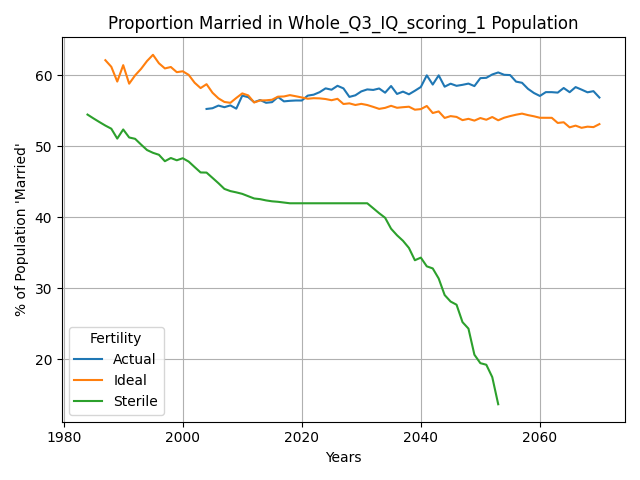 Proportion Married in Whole_Q3_IQ_scoring_1 Population
% of Population 'Married'
60
50
40
30
20
Fertility
Actual
Ideal
Sterile
1980
2000
2020
2040
2060
Years